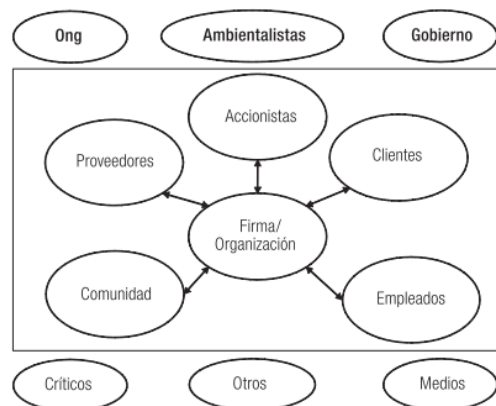 Ong
Ambientalistas
Gobierno
Accionistas
Proveedores
Clientes
Firma/
Organización
Comunidad
Empleados
Críticos
Otros
Medios